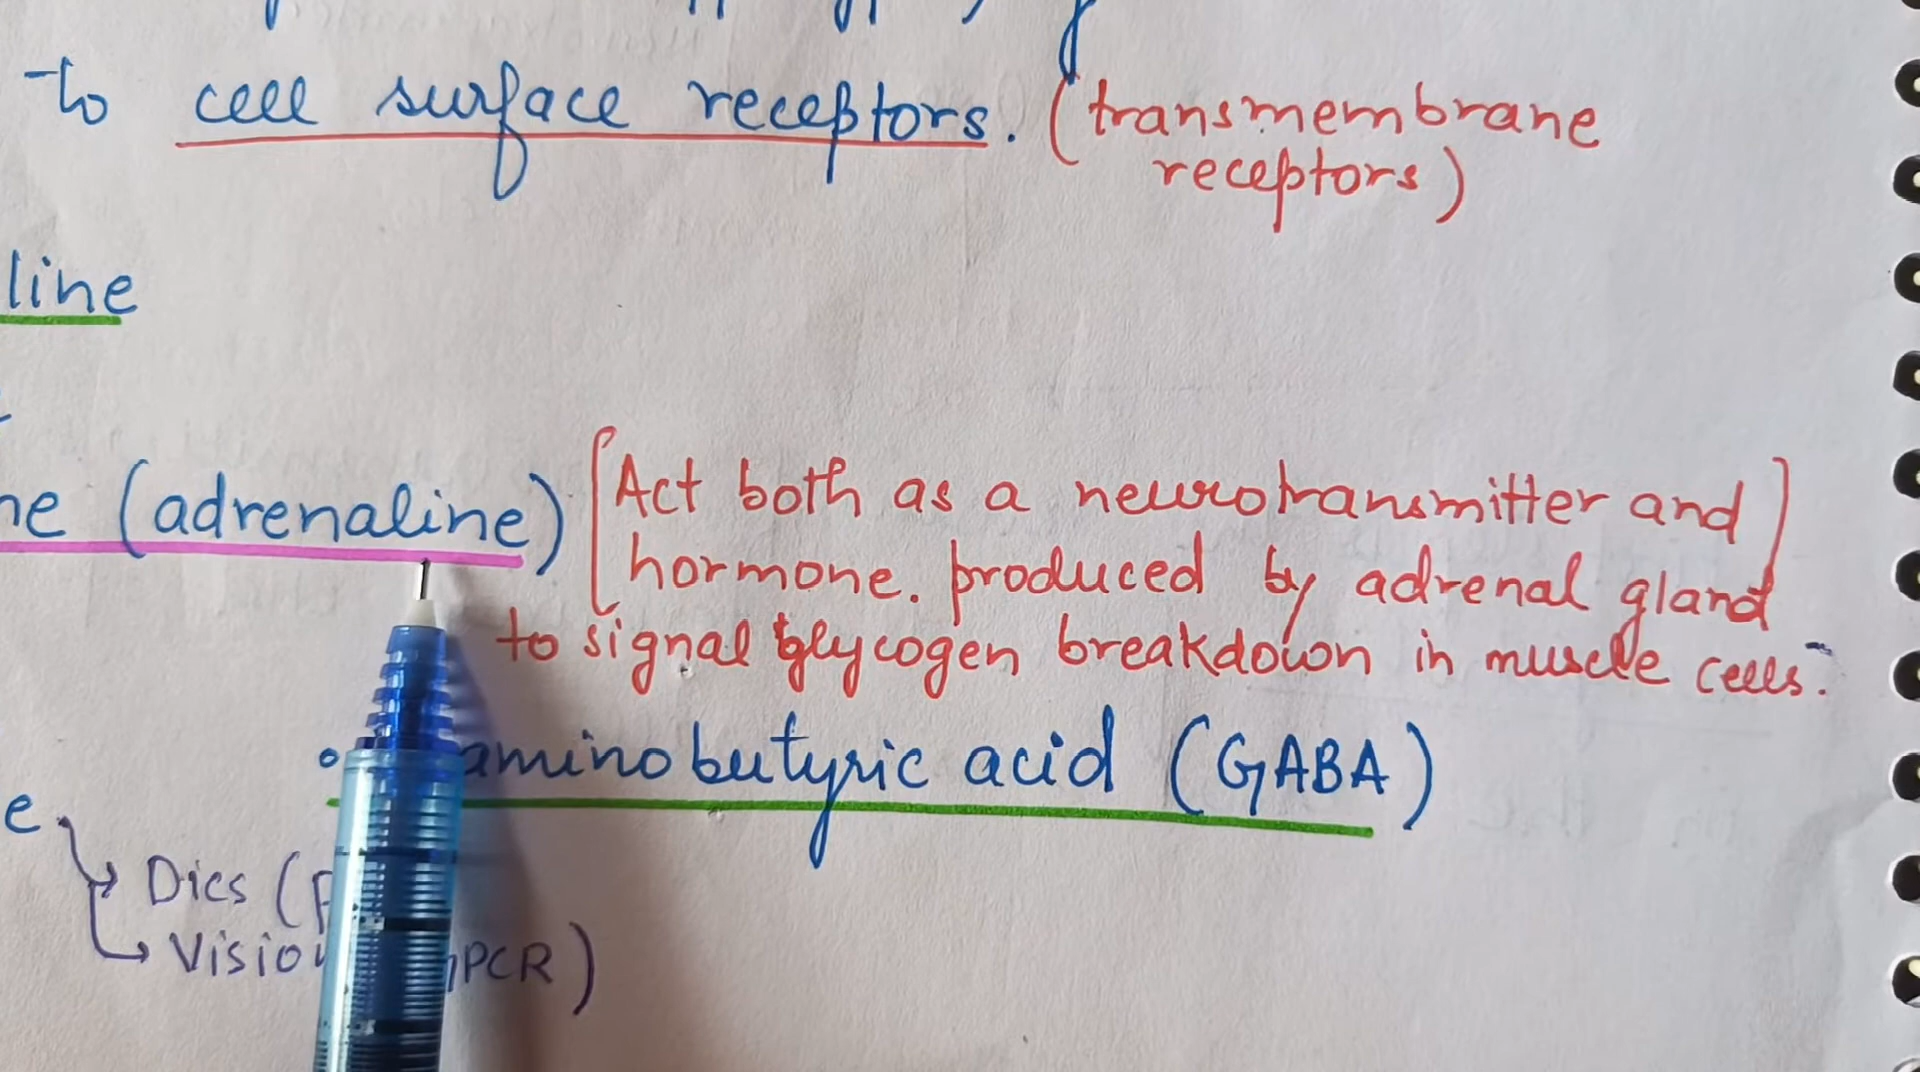 to cell surface receptors. (transmembrane
receptors)
line
ne (adrenaline) [Act both as a neurotransmitter and]
hormone. produced by adrenal gland
to signal glycogen breakdown in muscle cells.
aminobutyric acid (GABA)
e
Dics (
PCR)